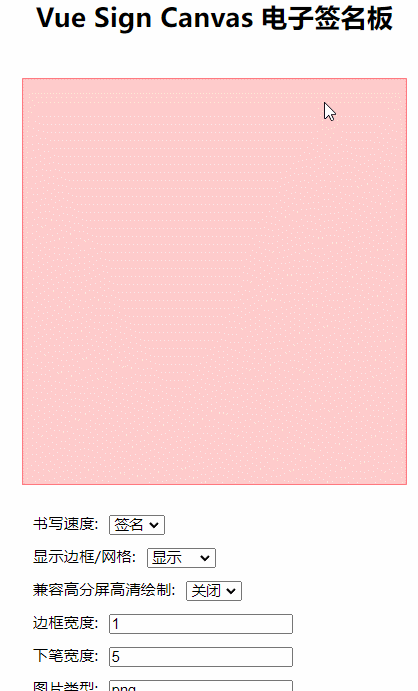 Vue Sign Canvas 电子签名板
书写速度: 签名
显示边框/网格: 显示
兼容高分屏高清绘制: 关闭
边框宽度: 1
下笔宽度: 5
图片类型: png